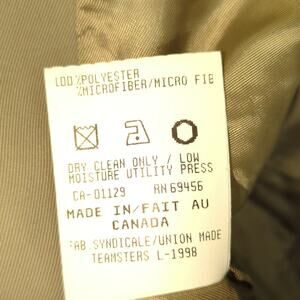 100%POLYESTER
%MICROFIBER/MICRO FIB
DRY CLEAN ONLY / LOW
MOISTURE UTILITY PRESS
CA-01129 RN 69456
MADE IN/FAIT AU
CANADA
FAB.SYNDICALE/UNION MADE
TEAMSTERS L-1998